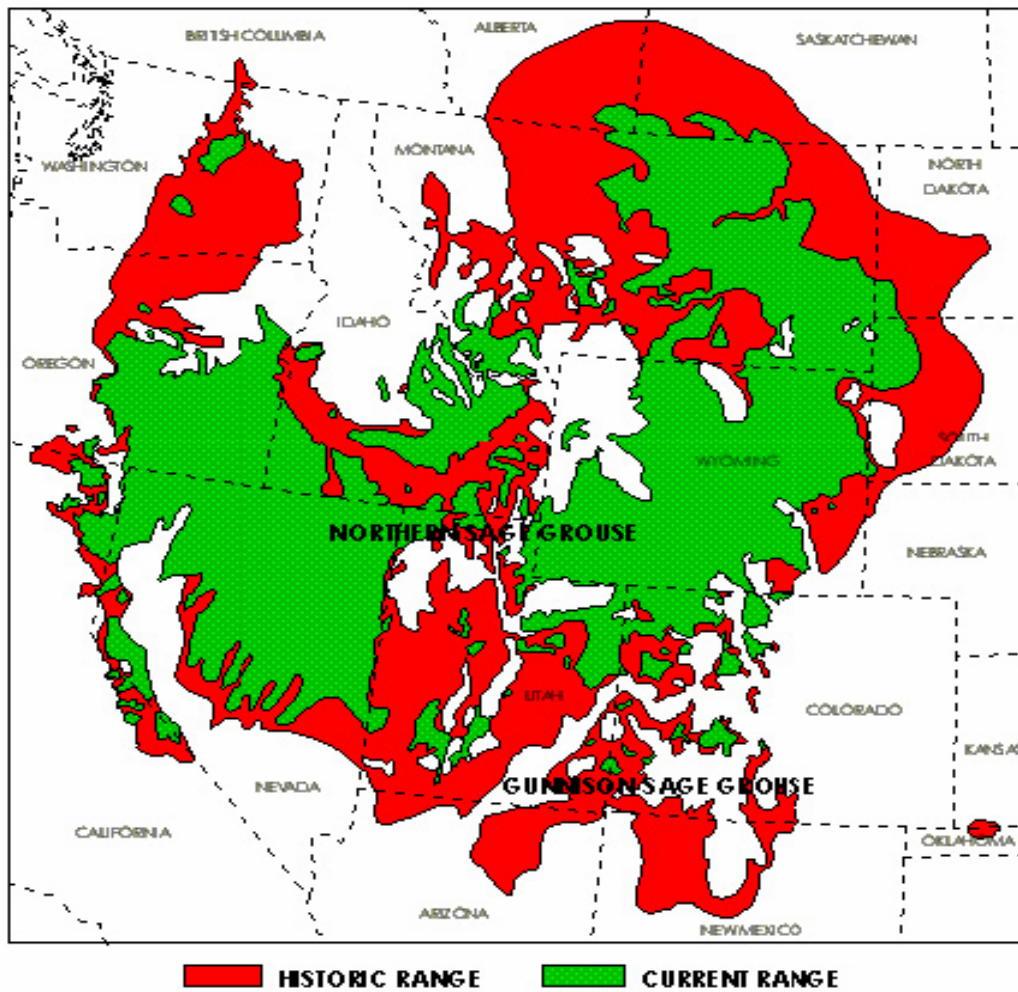 BRITISH COLUMBIA
ALBERTA
SASKATCHEWAN
WASHINGTON
MONTANA
NORTH
DAKOTA
IDAHO
OREGON
SOUTH
DAKOTA
WYOMING
NORTHERN SAGE GROUSE
NEBRASKA
UTAH
COLORADO
KANSAS
NEVADA
GUNNISON SAGE GROUSE
CALIFORNIA
OKLAHOMA
ARIZONA
NEW MEXICO
HISTORIC RANGE
CURRENT RANGE